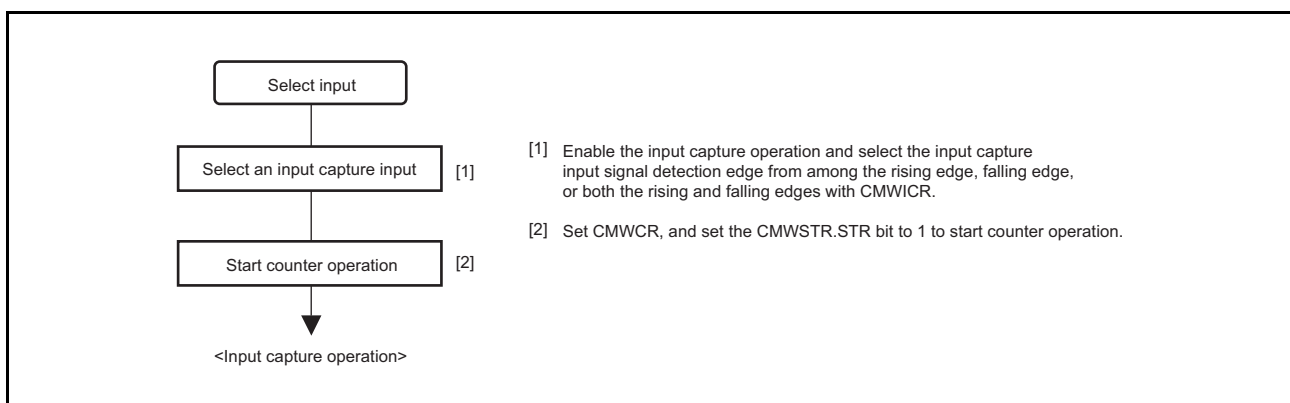 Select input
Select an input capture input
[1]
Start counter operation
[2]
<Input capture operation>
[1] Enable the input capture operation and select the input capture
input signal detection edge from among the rising edge, falling edge,
or both the rising and falling edges with CMWICR.
[2] Set CMWCR, and set the CMWSTR.STR bit to 1 to start counter operation.